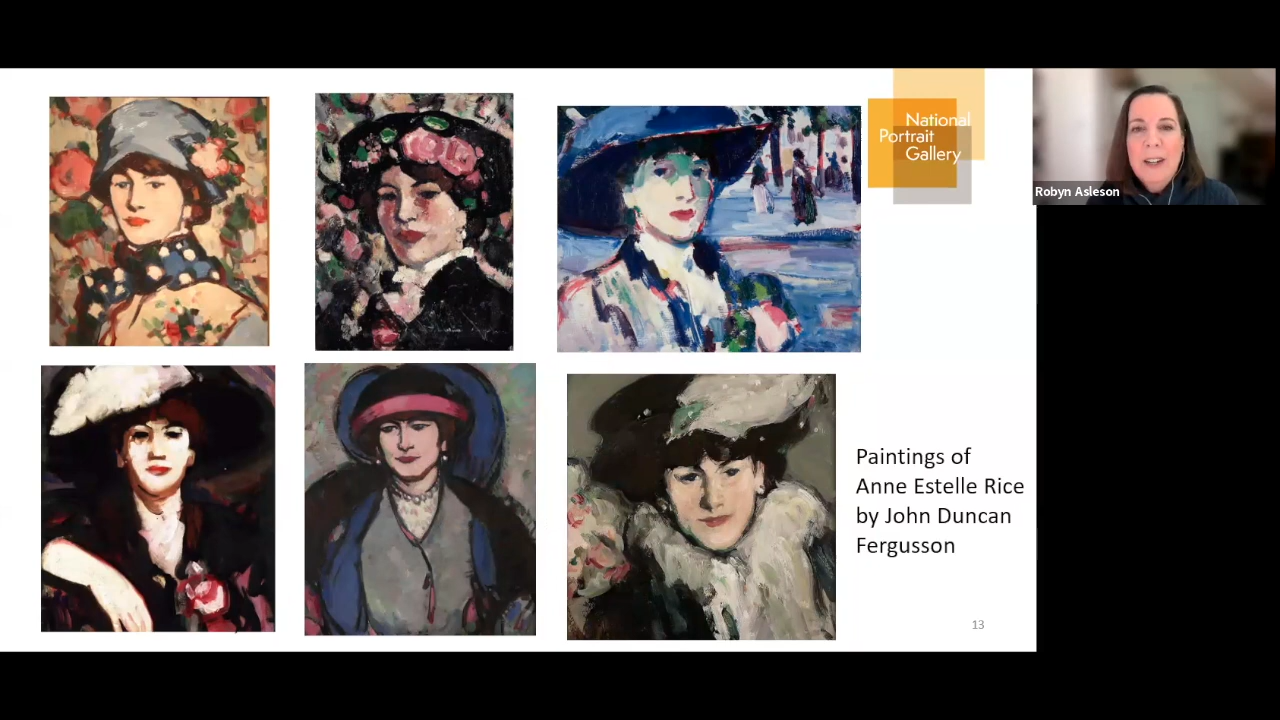 National
Portrait
Gallery
Robyn Asleson
Paintings of
Anne Estelle Rice
by John Duncan
Fergusson
13